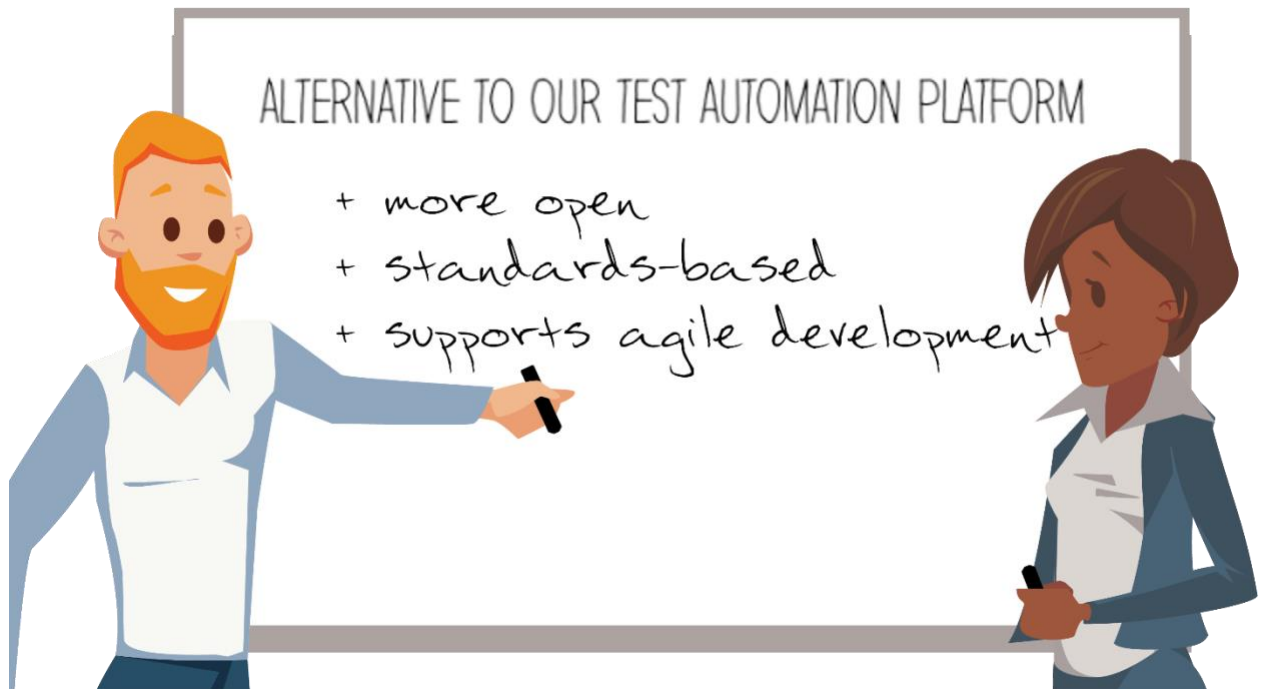 ALTERNATIVE TO OUR TEST AUTOMATION PLATFORM
+ more open
+ standards-based
+ supports agile development